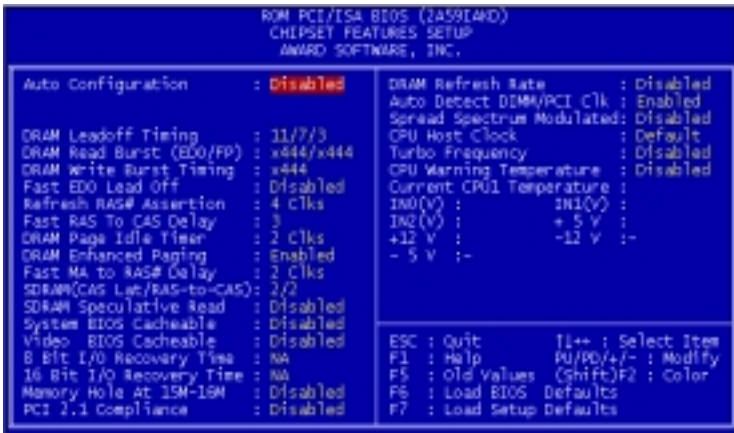 ROM PCI/ISA BIOS (2A59IAKD)
CHIPSET FEATURES SETUP
AWARD SOFTWARE, INC.
Auto Configuration : Disabled
DRAM Leadoff Timing : 11/7/3
DRAM Read Burst (EDO/FP) : x444/x444
DRAM Write Burst Timing : x444
Fast EDO Lead Off : Disabled
Refresh RAS# Assertion : 4 Clks
Fast RAS To CAS Delay : 3
DRAM Page Idle Timer : 2 Clks
DRAM Enhanced Paging : Enabled
Fast MA to RAS# Delay : 2 Clks
SDRAM(CAS Lat/RAS-to-CAS): 2/2
SDRAM Speculative Read : Disabled
System BIOS Cacheable : Disabled
Video BIOS Cacheable : Disabled
8 Bit I/O Recovery Time : NA
16 Bit I/O Recovery Time : NA
Memory Hole At 15M-16M : Disabled
PCI 2.1 Compliance : Disabled
DRAM Refresh Rate : Disabled
Auto Detect DIMM/PCI Clk : Enabled
Spread Spectrum Modulated: Disabled
CPU Host Clock : Default
Turbo Frequency : Disabled
CPU Warning Temperature : Disabled
Current CPU1 Temperature :
IN0(V) : IN1(V) :
IN2(V) : + 5 V :
+12 V : -12 V :-
- 5 V :-
ESC : Quit ↑↓++ : Select Item
F1 : Help PU/PD/+/- : Modify
F5 : Old Values (Shift)F2 : Color
F6 : Load BIOS Defaults
F7 : Load Setup Defaults